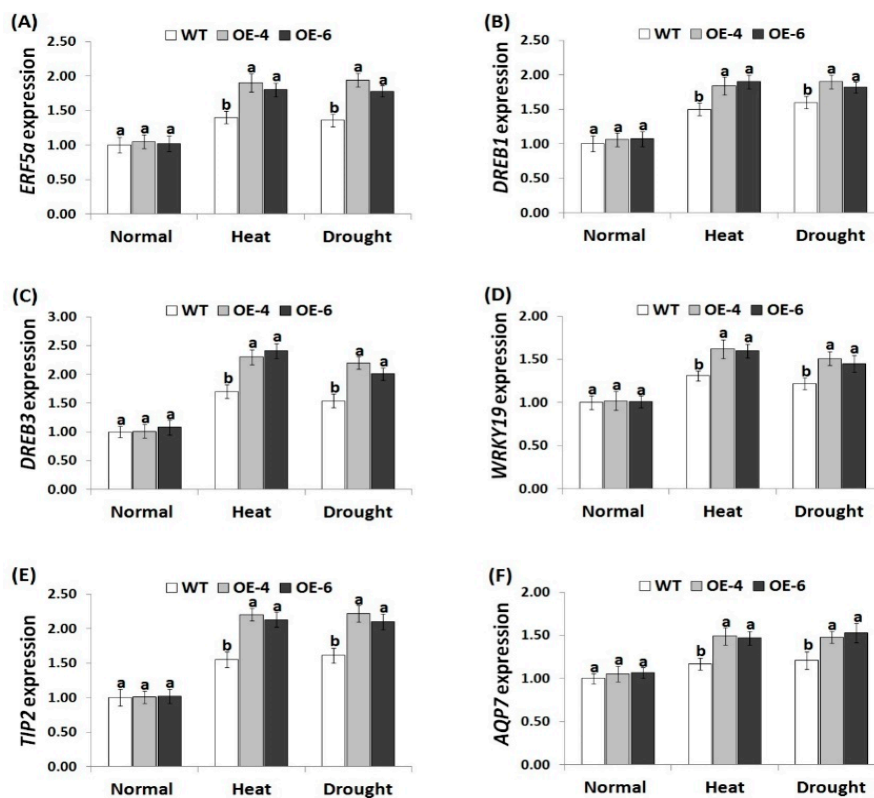 (A)
2.50
2.00
1.50
1.00
0.50
0.00
ERF5a expression
WT OE-4 OE-6
a a a b a a b a a
Normal Heat Drought
(B)
2.50
2.00
1.50
1.00
0.50
0.00
DREB1 expression
WT OE-4 OE-6
a a a b a a b a a
Normal Heat Drought
(C)
3.00
2.50
2.00
1.50
1.00
0.50
0.00
DREB3 expression
WT OE-4 OE-6
a a a b a a b a a
Normal Heat Drought
(D)
2.00
1.50
1.00
0.50
0.00
WRKY19 expression
WT OE-4 OE-6
a a a b a a b a a
Normal Heat Drought
(E)
2.50
2.00
1.50
1.00
0.50
0.00
TIP2 expression
WT OE-4 OE-6
a a a b a a b a a
Normal Heat Drought
(F)
2.00
1.50
1.00
0.50
0.00
AQP7 expression
WT OE-4 OE-6
a a a b a a b a a
Normal Heat Drought